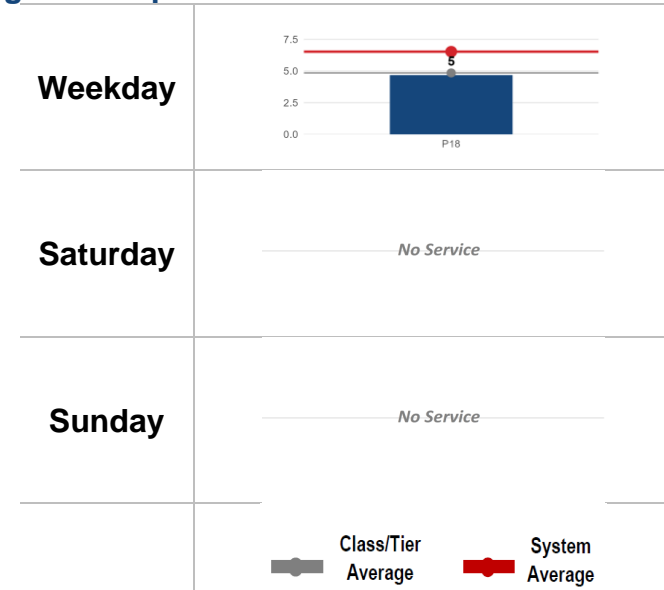 Weekday
7.5
5.0
2.5
0.0
5
P18
Saturday
No Service
Sunday
No Service
Class/Tier
Average
System
Average